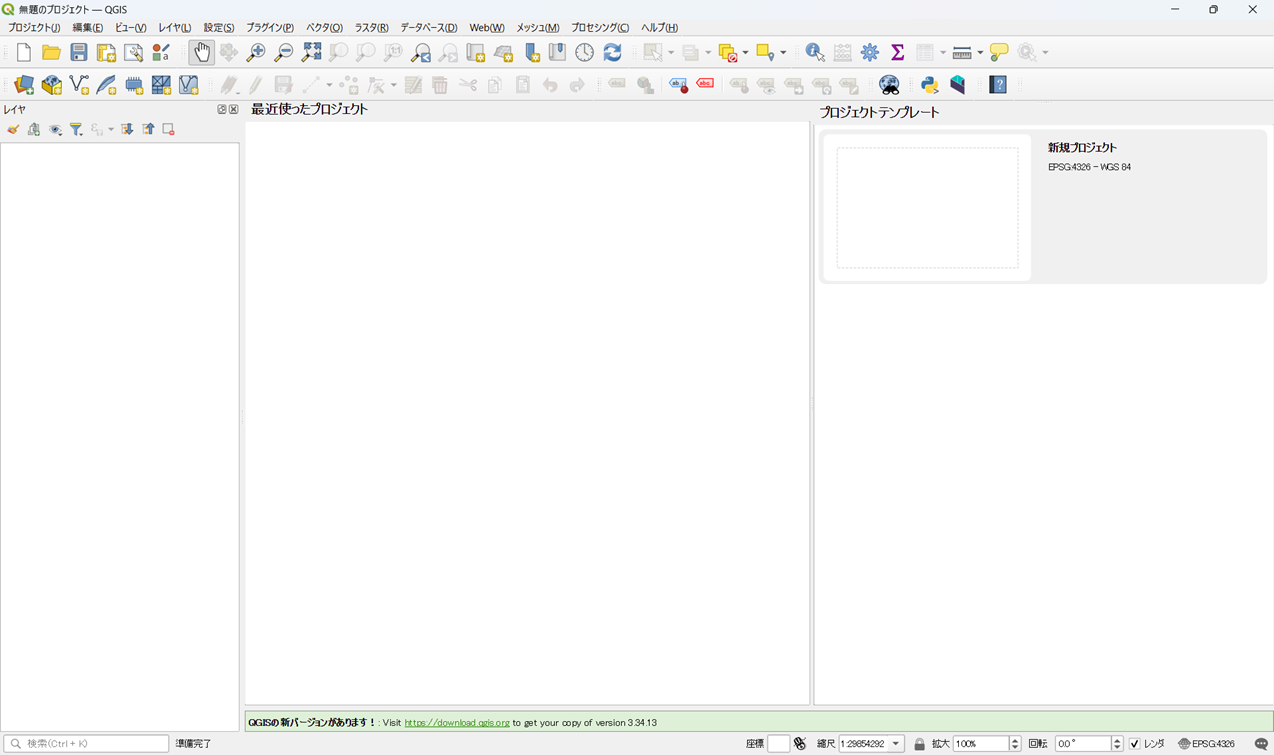 無題のプロジェクト — QGIS
プロジェクト(J) 編集(E) ビュー(V) レイヤ(L) 設定(S) プラグイン(P) ベクタ(O) ラスタ(R) データベース(D) Web(W) メッシュ(M) プロセシング(C) ヘルプ(H)
レイヤ
最近使ったプロジェクト
プロジェクトテンプレート
新規プロジェクト
EPSG:4326 - WGS 84
QGISの新バージョンがあります！: Visit https://download.qgis.org to get your copy of version 3.34.13
検索(Ctrl + K) 準備完了 座標 縮尺 1:29854292 拡大 100% 回転 0.0 ° レンダ EPSG:4326